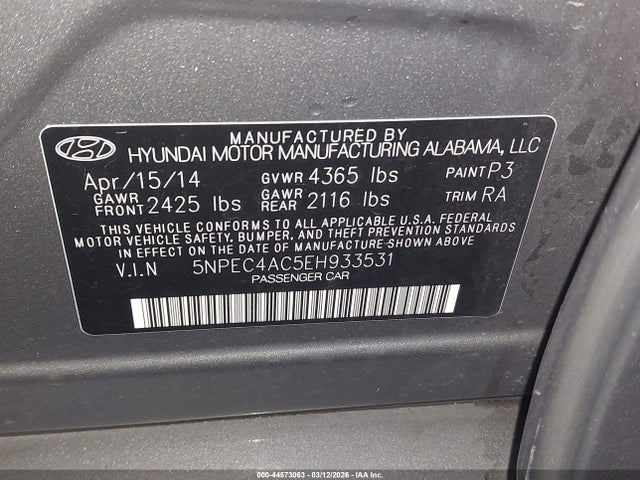 MANUFACTURED BY
HYUNDAI MOTOR MANUFACTURING ALABAMA, LLC
Apr/15/14 GVWR 4365 lbs PAINT P3
GAWR FRONT 2425 lbs GAWR REAR 2116 lbs TRIM RA
THIS VEHICLE CONFORMS TO ALL APPLICABLE U.S.A. FEDERAL
MOTOR VEHICLE SAFETY, BUMPER, AND THEFT PREVENTION STANDARDS
IN EFFECT ON THE DATE OF MANUFACTURE SHOWN ABOVE.
V.I.N 5NPEC4AC5EH933531
PASSENGER CAR
000-44573063 - 03/12/2026 - IAAI.COM